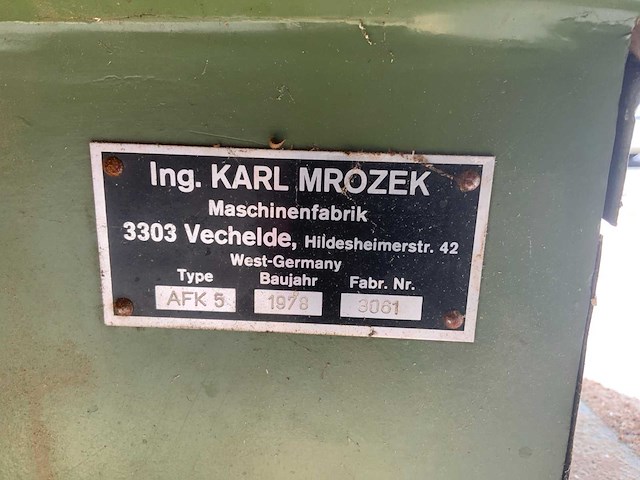 Ing. KARL MROZEK
Maschinenfabrik
3303 Vechelde, Hildesheimerstr. 42
West-Germany
Type Baujahr Fabr. Nr.
AFK 5 1978 3061